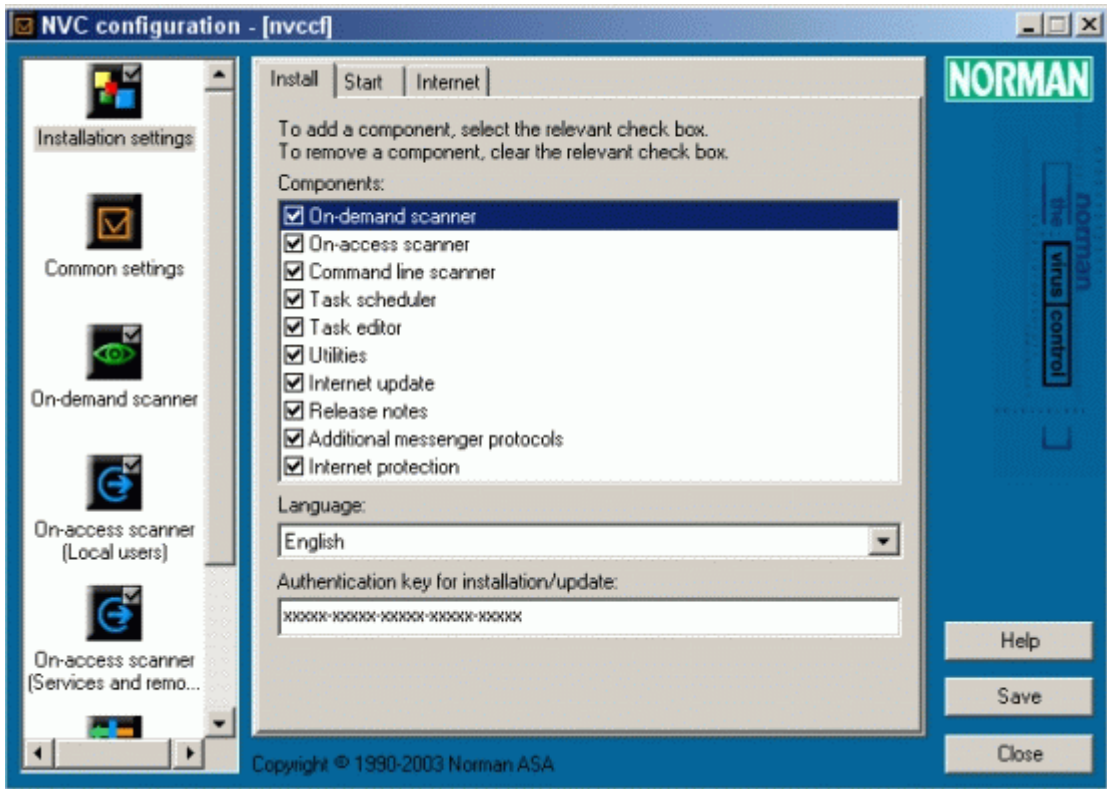 NVC configuration - [nvccf]
Installation settings
Common settings
On-demand scanner
On-access scanner
(Local users)
On-access scanner
(Services and remo...
Install
Start
Internet
To add a component, select the relevant check box.
To remove a component, clear the relevant check box.
Components:
On-demand scanner
On-access scanner
Command line scanner
Task scheduler
Task editor
Utilities
Internet update
Release notes
Additional messenger protocols
Internet protection
Language:
English
Authentication key for installation/update:
xxxxx-xxxxx-xxxxx-xxxxx-xxxxx
Copyright © 1990-2003 Norman ASA
NORMAN
norman
the virus control
Help
Save
Close